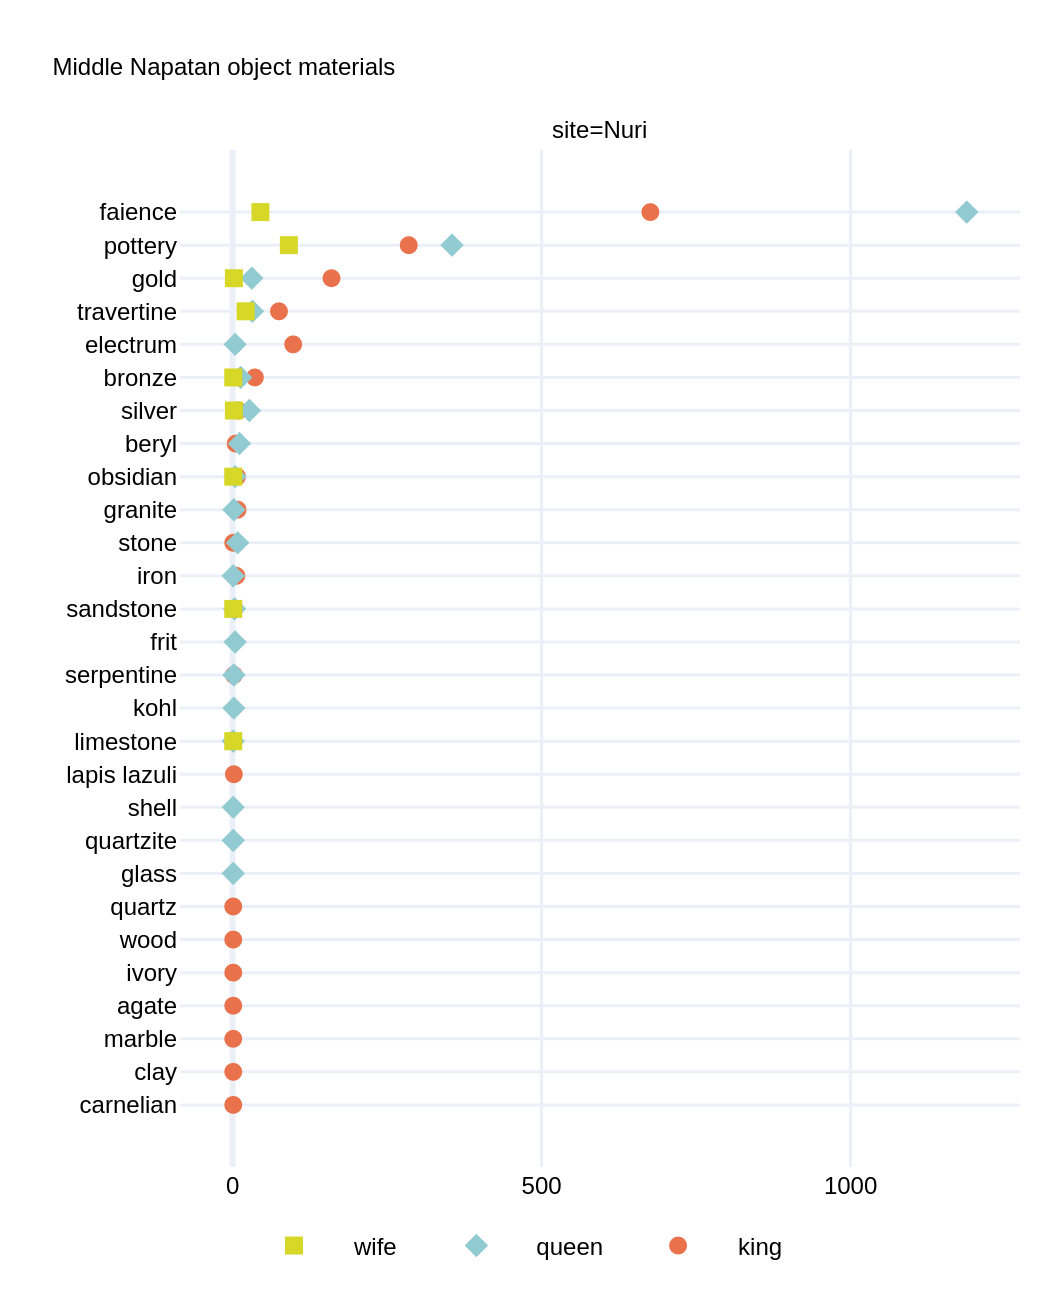 Middle Napatan object materials
site=Nuri
faience
pottery
gold
travertine
electrum
bronze
silver
beryl
obsidian
granite
stone
iron
sandstone
frit
serpentine
kohl
limestone
lapis lazuli
shell
quartzite
glass
quartz
wood
ivory
agate
marble
clay
carnelian
0 500 1000
wife queen king